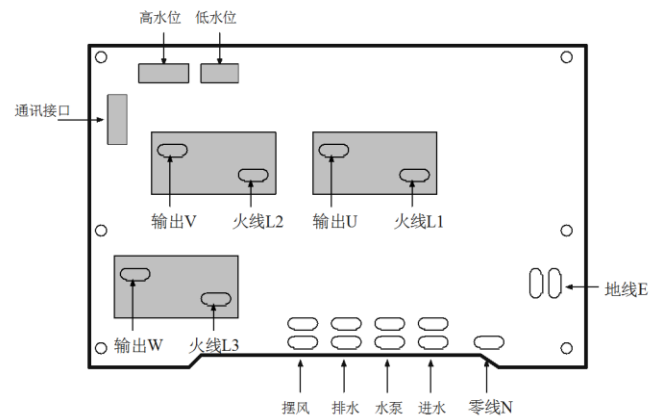 高水位 低水位
通讯接口
输出V 火线L2 输出U 火线L1
地线E
输出W 火线L3
摆风 排水 水泵 进水 零线N